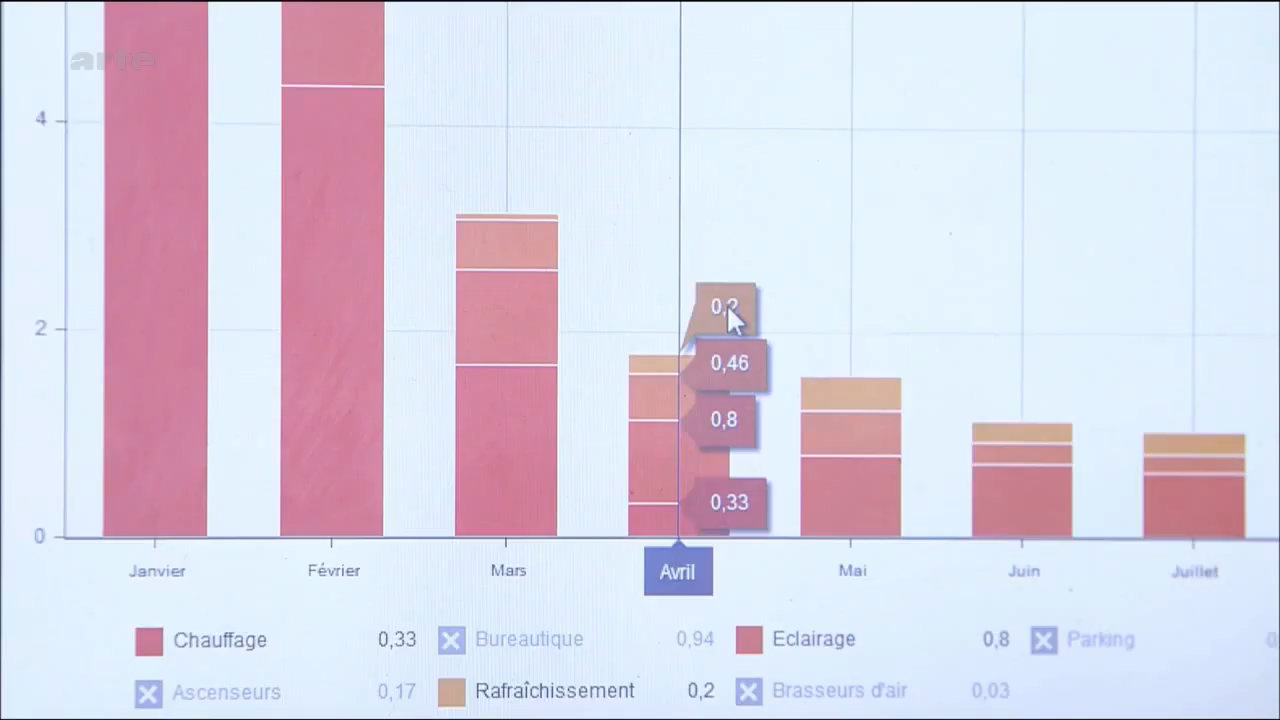 arte
4
2
0
0,2
0,46
0,8
0,33
Janvier Février Mars Avril Mai Juin Juillet
Chauffage 0,33 Bureautique 0,94 Eclairage 0,8 Parking
Ascenseurs 0,17 Rafraîchissement 0,2 Brasseurs d'air 0,03